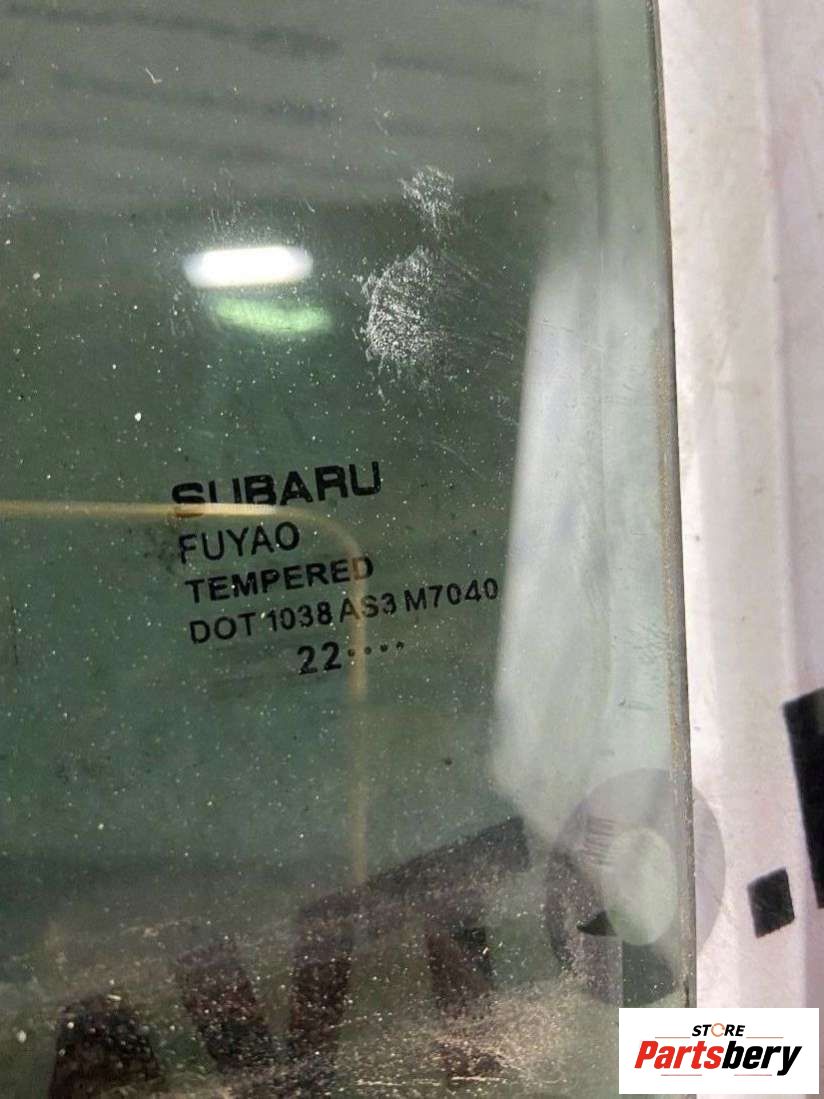 SUBARU
FUYAO
TEMPERED
DOT 1038 AS3 M7040
22....
STORE
Partsbery